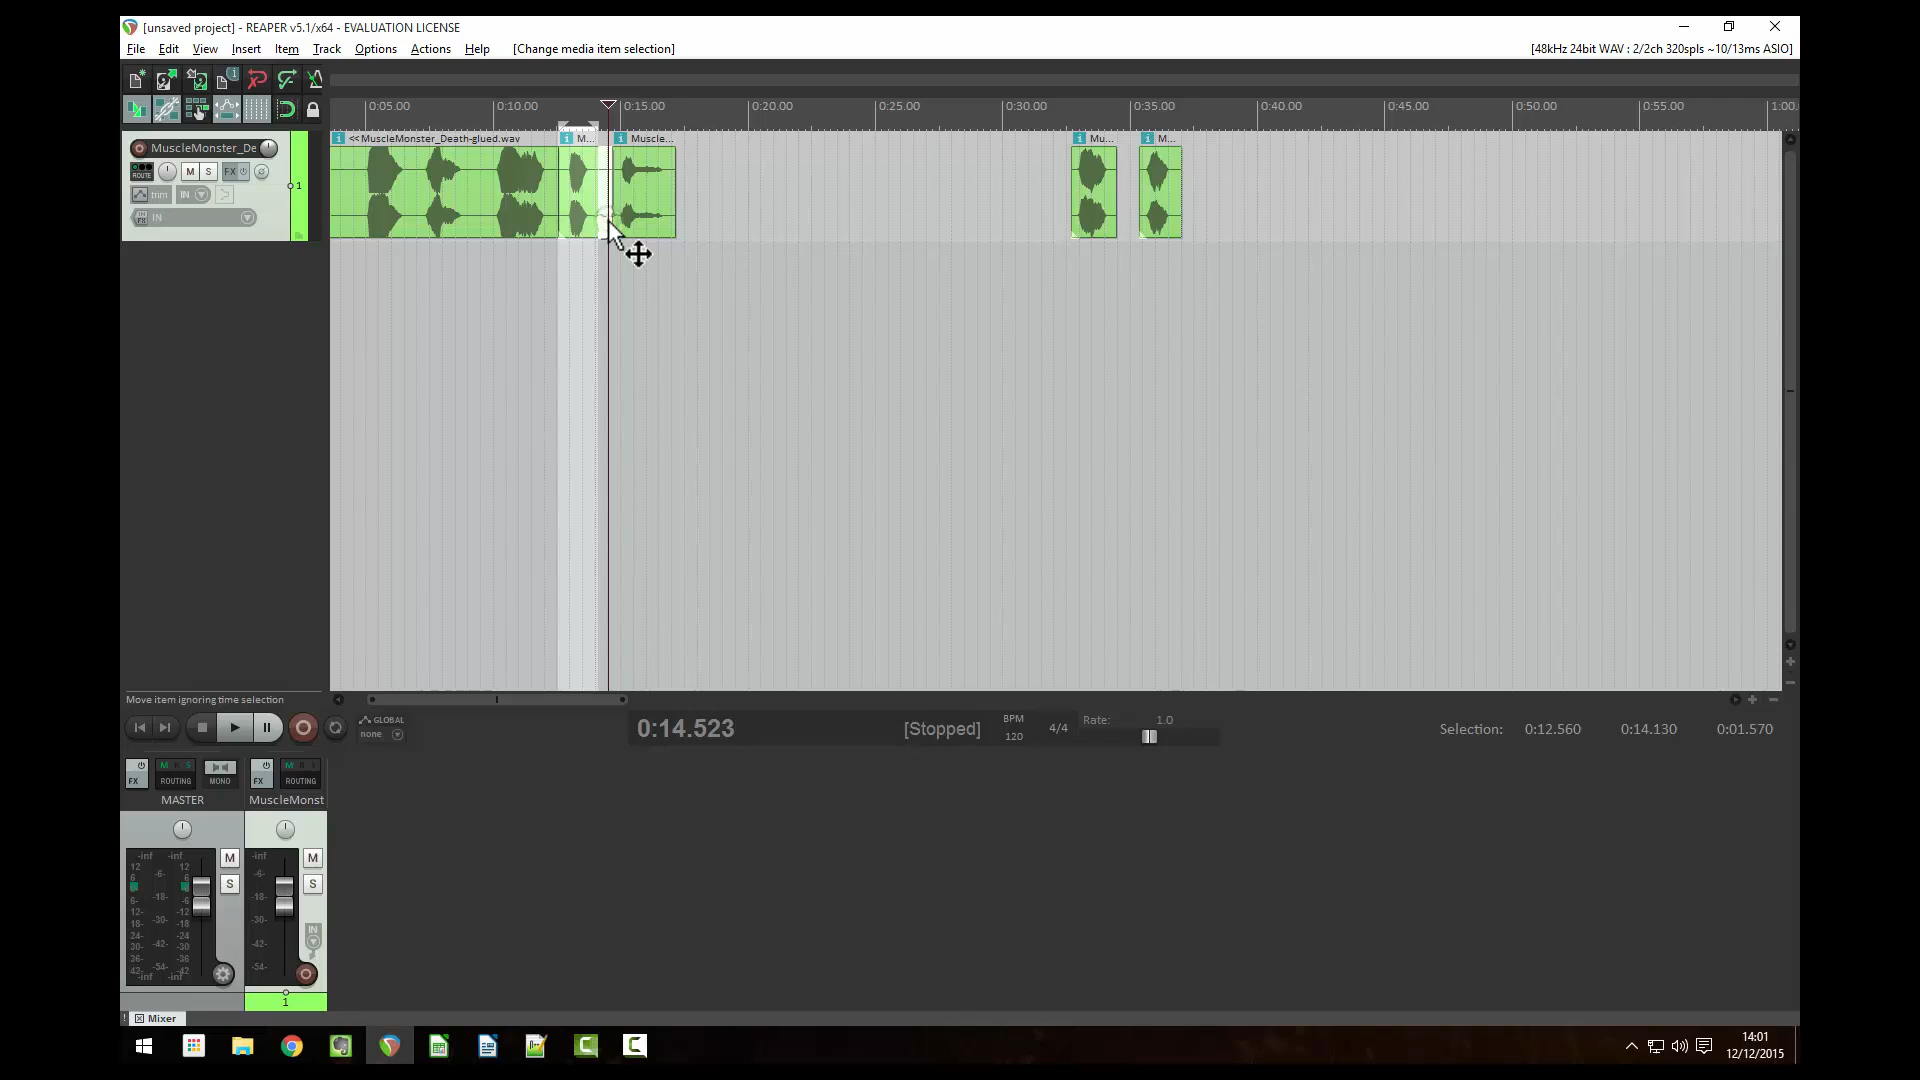 [unsaved project] - REAPER v5.1/x64 - EVALUATION LICENSE
File Edit View Insert Item Track Options Actions Help [Change media item selection] [48kHz 24bit WAV : 2/2ch 320spls ~10/13ms ASIO]
0:05.00 0:10.00 0:15.00 0:20.00 0:25.00 0:30.00 0:35.00 0:40.00 0:45.00 0:50.00 0:55.00 1:00.
<<MuscleMonster_Death-glued.wav M... Muscle... Mu... M...
MuscleMonster_De
ROUTE M S FX
1
trim IN
IN FX IN
Move item ignoring time selection
GLOBAL
none
0:14.523 [Stopped]
BPM
120
4/4
Rate: 1.0
Selection: 0:12.560 0:14.130 0:01.570
FX M R S ROUTING MONO FX ROUTING
MASTER MuscleMonst
-inf -inf M -inf M
12 12
6 -6- 6 -6-
S S
6- -18- -6 -18-
12- -12
18- -30- -18 -30-
24- -24
IN
30- -42- -30 -42-
36- -36
42- -54- -42 -54-
-inf -inf
1
Mixer
14:01
12/12/2015